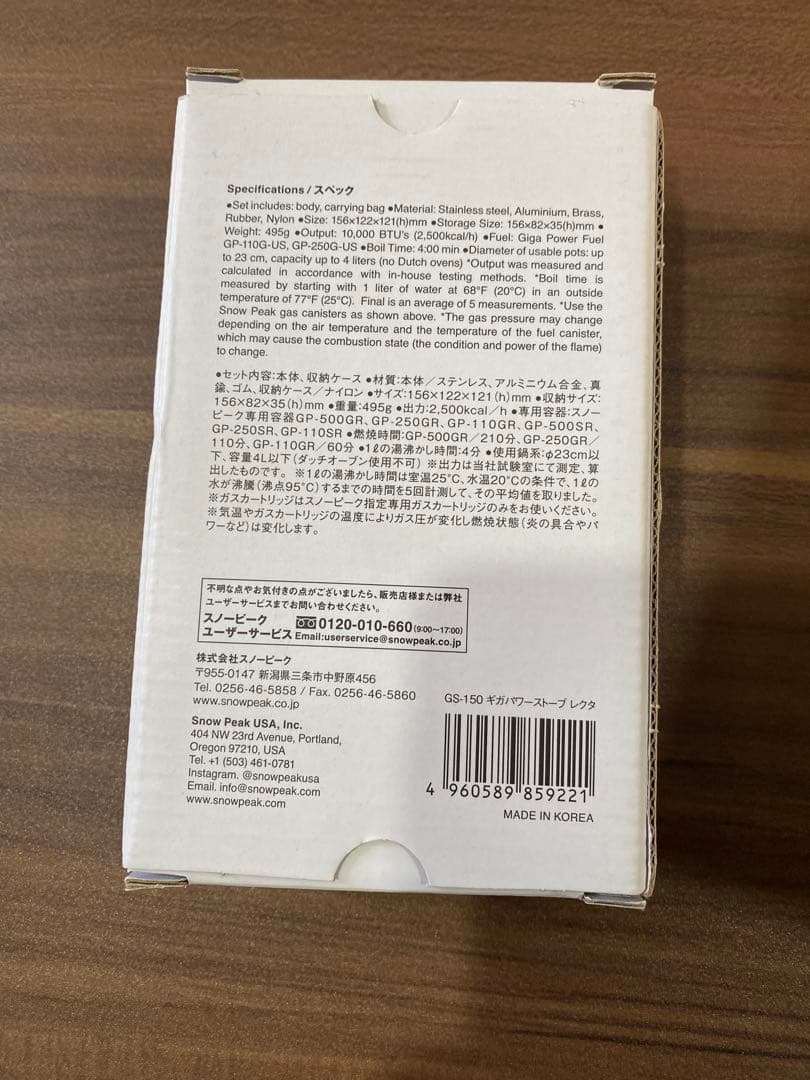 Specifications / スペック
●Set includes: body, carrying bag ●Material: Stainless steel, Aluminium, Brass,
Rubber, Nylon ●Size: 156×122×121(h)mm ●Storage Size: 156×82×35(h)mm ●
Weight: 495g ●Output: 10,000 BTU's (2,500kcal/h) ●Fuel: Giga Power Fuel
GP-110G-US, GP-250G-US ●Boil Time: 4:00 min ●Diameter of usable pots: up
to 23 cm, capacity up to 4 liters (no Dutch ovens) *Output was measured and
calculated in accordance with in-house testing methods. *Boil time is
measured by starting with 1 liter of water at 68°F (20°C) in an outside
temperature of 77°F (25°C). Final is an average of 5 measurements. *Use the
Snow Peak gas canisters as shown above. *The gas pressure may change
depending on the air temperature and the temperature of the fuel canister,
which may cause the combustion state (the condition and power of the flame)
to change.
●セット内容:本体、収納ケース ●材質:本体／ステンレス、アルミニウム合金、真
鍮、ゴム、収納ケース／ナイロン ●サイズ:156×122×121(h)mm ●収納サイズ:
156×82×35(h)mm ●重量:495g ●出力:2,500kcal/h ●専用容器:スノー
ピーク専用容器GP-500GR、GP-250GR、GP-110GR、GP-500SR、
GP-250SR、GP-110SR ●燃焼時間:GP-500GR／210分、GP-250GR／
110分、GP-110GR／60分 ●1ℓの湯沸かし時間:4分 ●使用鍋系:φ23cm以
下、容量4L以下(ダッチオーブン使用不可) ※出力は当社試験室にて測定、算
出したものです。 ※1ℓの湯沸かし時間は室温25°C、水温20°Cの条件で、1ℓの
水が沸騰(沸点95°C)するまでの時間を5回計測して、その平均値を取りました。
※ガスカートリッジはスノーピーク指定専用ガスカートリッジのみをお使いください。
※気温やガスカートリッジの温度によりガス圧が変化し燃焼状態(炎の具合やパ
ワーなど)は変化します。
不明な点やお気付きの点がございましたら、販売店様または弊社
ユーザーサービスまでお問い合わせください。
スノーピーク
ユーザーサービス
0120-010-660(9:00〜17:00)
Email:userservice@snowpeak.co.jp
株式会社スノーピーク
〒955-0147 新潟県三条市中野原456
Tel. 0256-46-5858 / Fax. 0256-46-5860
www.snowpeak.co.jp
Snow Peak USA, Inc.
404 NW 23rd Avenue, Portland,
Oregon 97210, USA
Tel. +1 (503) 461-0781
Instagram. @snowpeakusa
Email. info@snowpeak.com
www.snowpeak.com
GS-150 ギガパワーストーブ レクタ
4 960589 859221
MADE IN KOREA